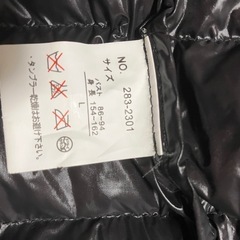 NO. 283-2301
サイズ
バスト 86~94
身長 154~162
L
・タンブラー乾燥はお避け下さい。